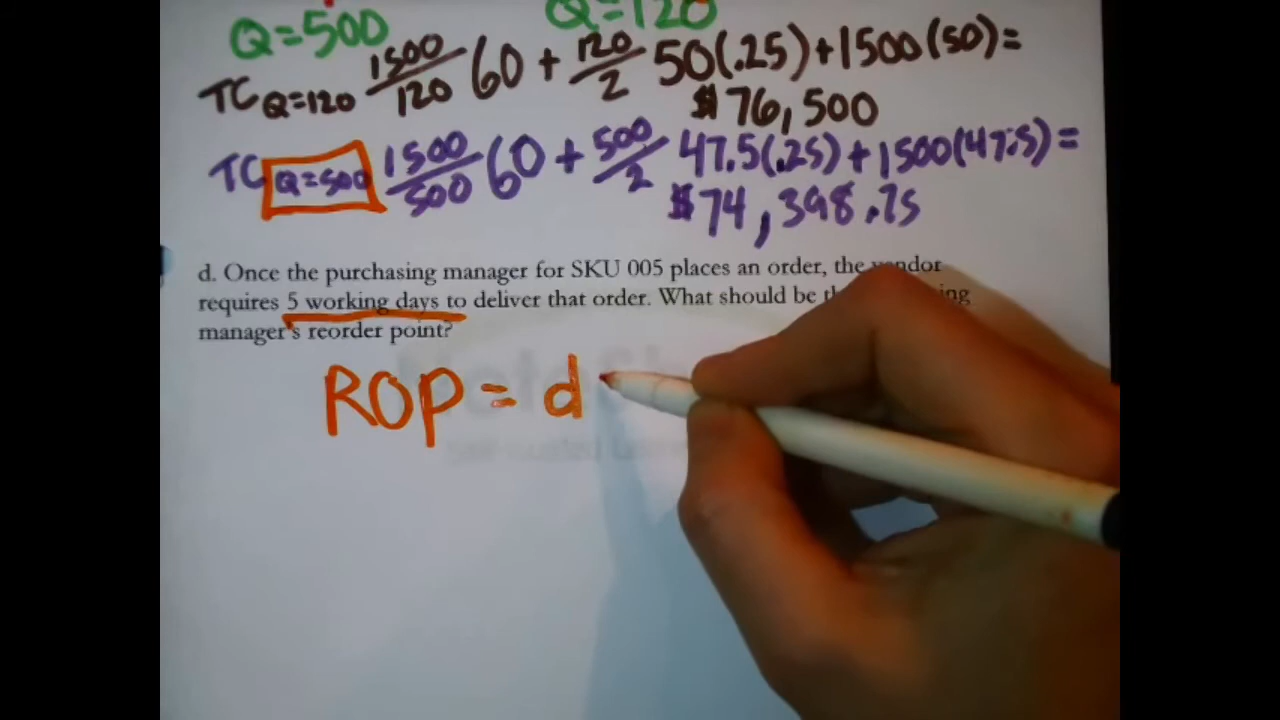 Q=500 Q=120
TC Q=120 1500/120 60 + 120/2 50(.25)+1500(50)=
$76,500
TC Q=500 1500/500 60 + 500/2 47.5(.25)+1500(47.5)=
$74,398.75
d. Once the purchasing manager for SKU 005 places an order, the vendor
requires 5 working days to deliver that order. What should be
manager's reorder point?
ROP = d